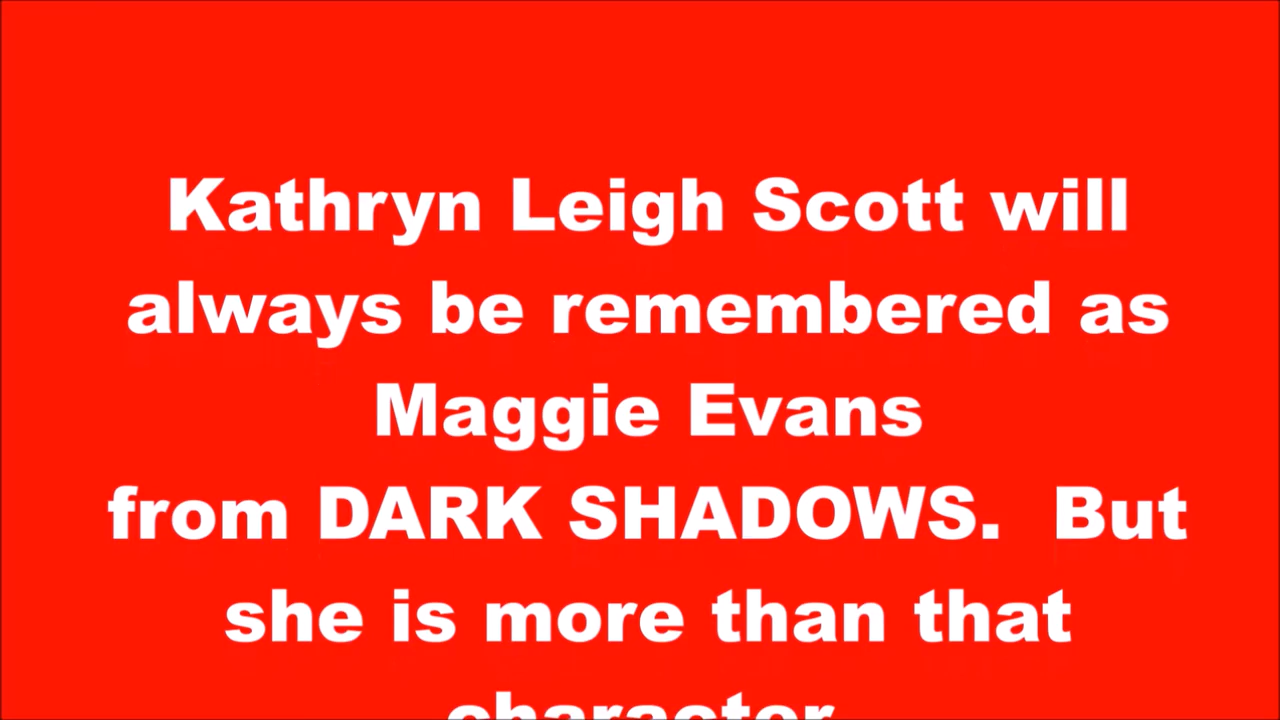 Kathryn Leigh Scott will
always be remembered as
Maggie Evans
from DARK SHADOWS.  But
she is more than that
character